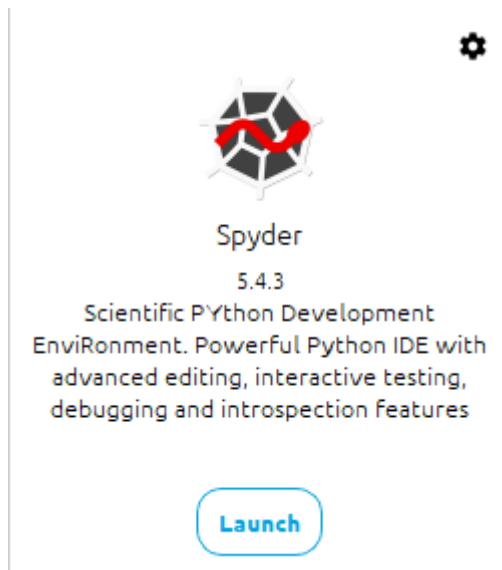 Spyder
5.4.3
Scientific PYthon Development
EnviRonment. Powerful Python IDE with
advanced editing, interactive testing,
debugging and introspection features
Launch